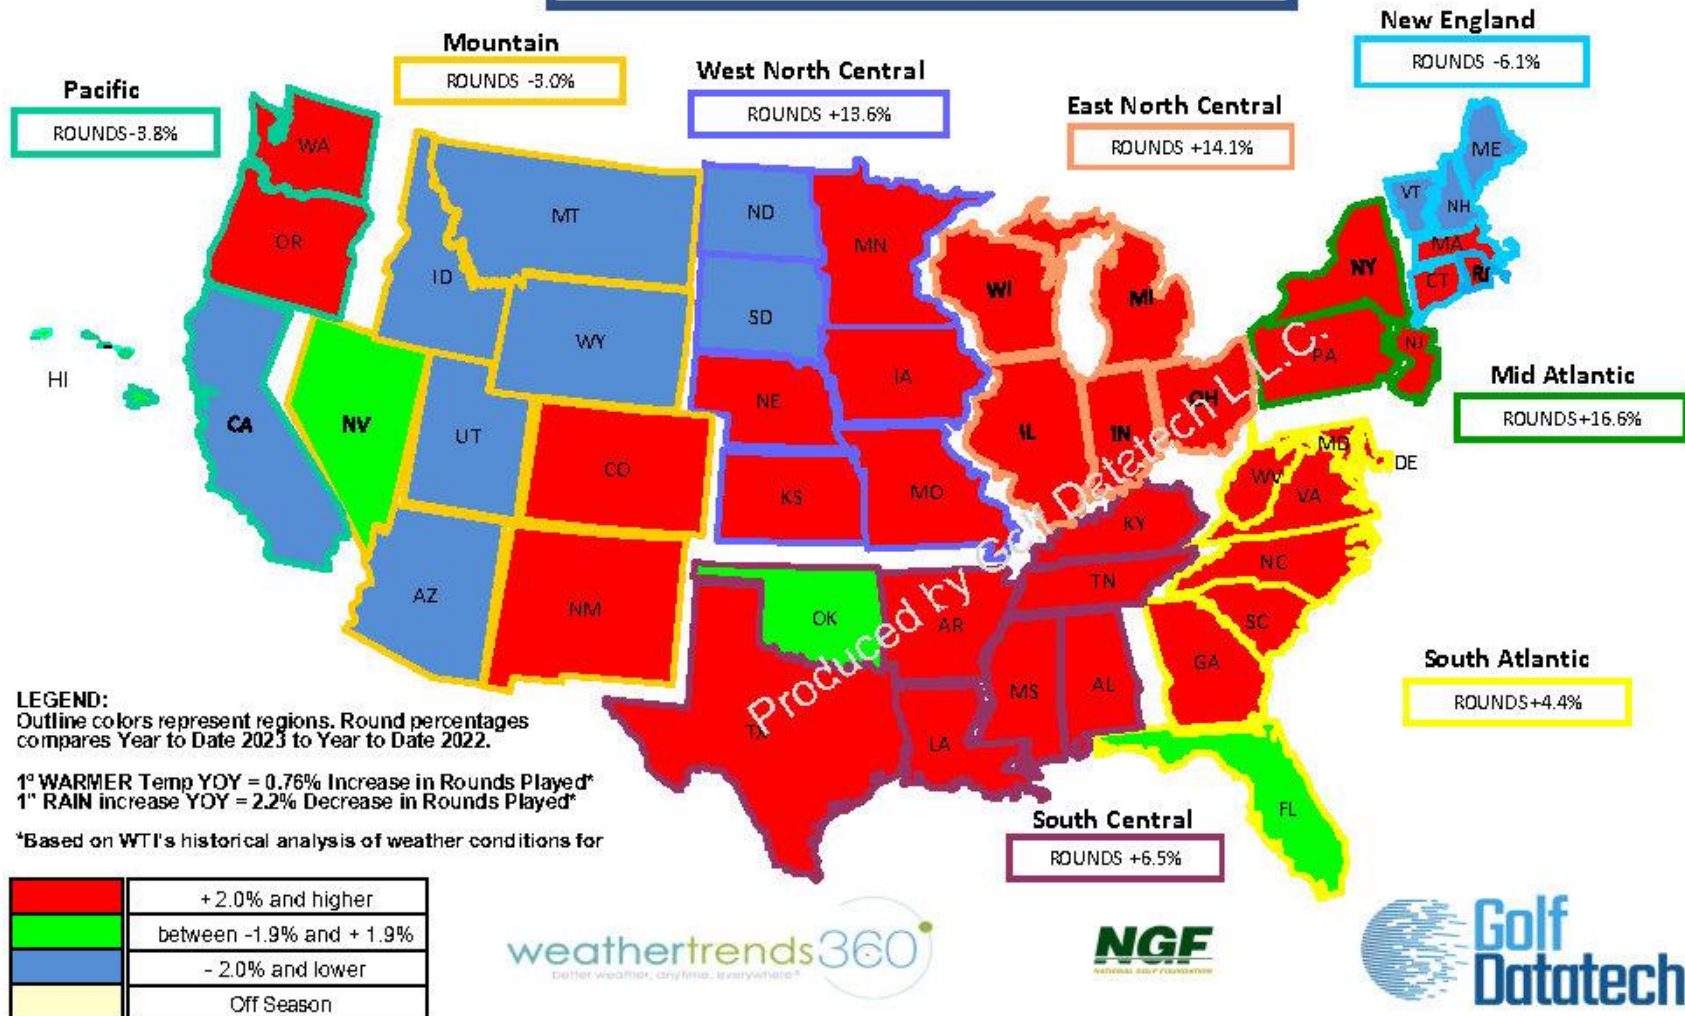 New England
ROUNDS -6.1%
Mountain
ROUNDS -3.0%
West North Central
ROUNDS +13.6%
Pacific
ROUNDS-3.8%
East North Central
ROUNDS +14.1%
WA
OR
MT
ID
WY
ND
SD
MN
WI
MI
ME
VT
NH
MA
CT
RI
NY
PA
NJ
HI
CA
NV
UT
CO
NE
IA
KS
MO
IL
IN
OH
Mid Atlantic
ROUNDS+16.6%
MD
DE
WV
VA
KY
NC
TN
SC
AZ
NM
OK
AR
TX
LA
MS
AL
GA
FL
Produced by Golf Datatech L.L.C.
South Atlantic
ROUNDS+4.4%
South Central
ROUNDS +6.5%
LEGEND:
Outline colors represent regions. Round percentages
compares Year to Date 2023 to Year to Date 2022.
1º WARMER Temp YOY = 0.76% Increase in Rounds Played*
1" RAIN increase YOY = 2.2% Decrease in Rounds Played*
*Based on WTI's historical analysis of weather conditions for
+ 2.0% and higher
between -1.9% and + 1.9%
- 2.0% and lower
Off Season
weathertrends360
better weather, anytime, everywhere®
NGF
NATIONAL GOLF FOUNDATION
Golf
Datatech